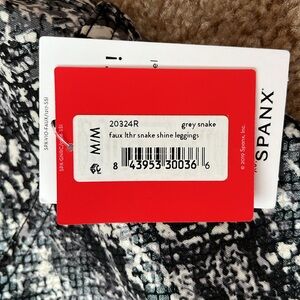 20324R grey snake
faux lthr snake shine leggings
M/M
8 43953 30036 6
SPANX
© 2019 Spanx, Inc.